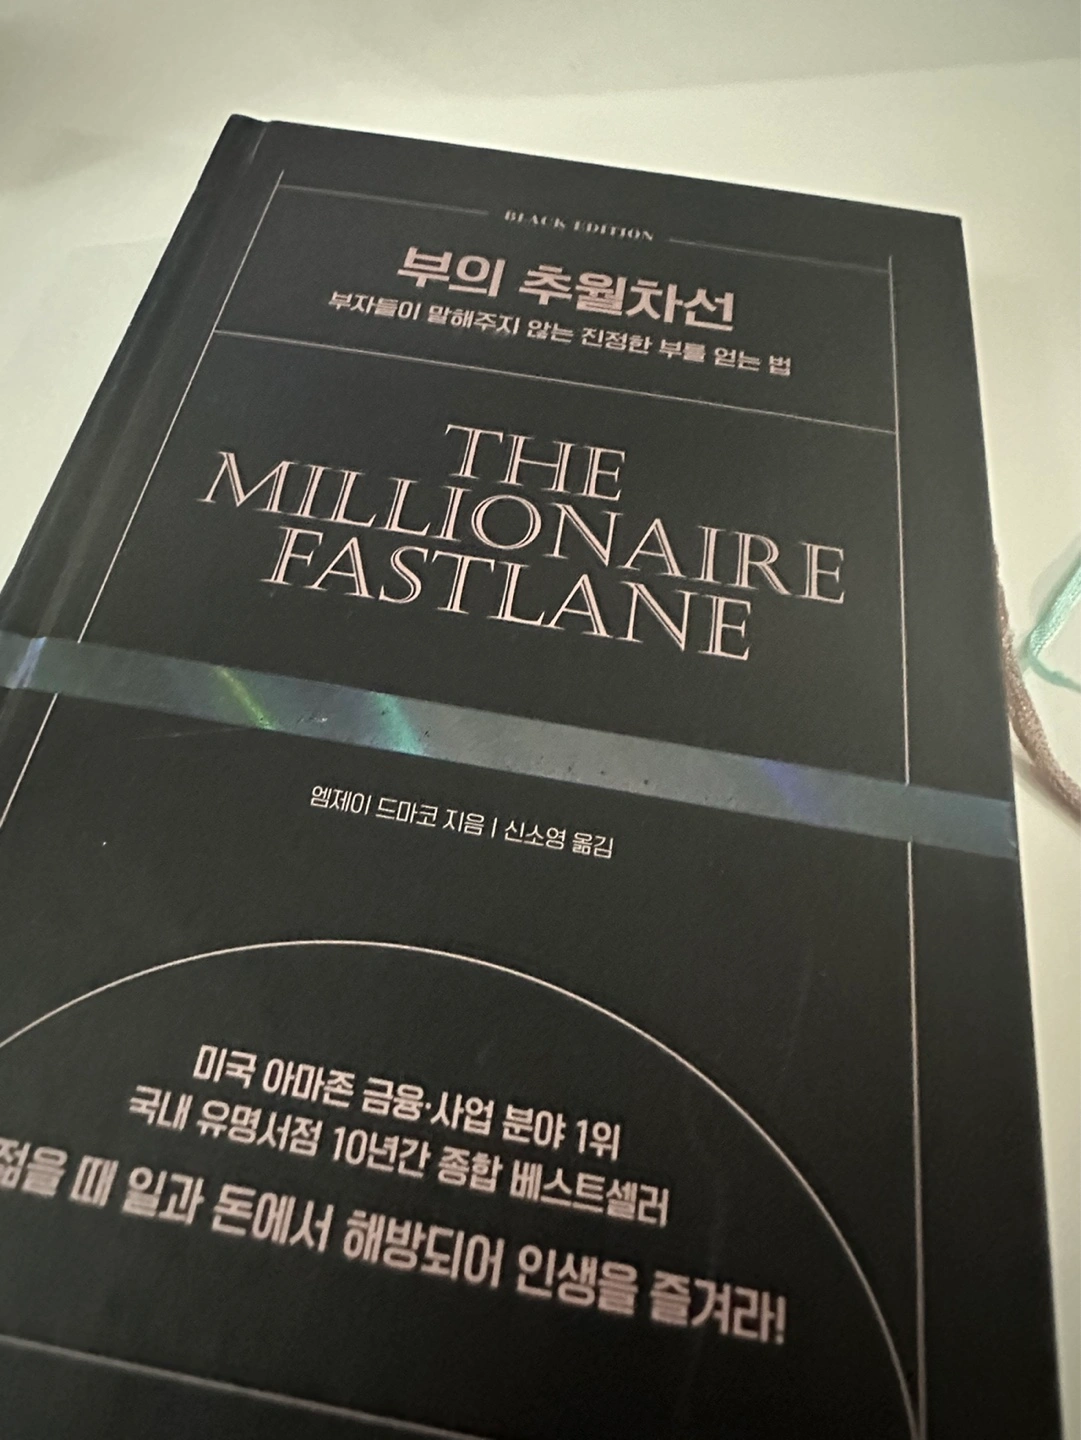 BLACK EDITION
부의 추월차선
부자들이 말해주지 않는 진정한 부를 얻는 법
THE
MILLIONAIRE
FASTLANE
엠제이 드마코 지음 | 신소영 옮김
미국 아마존 금융·사업 분야 1위
국내 유명서점 10년간 종합 베스트셀러
젊을 때 일과 돈에서 해방되어 인생을 즐겨라!